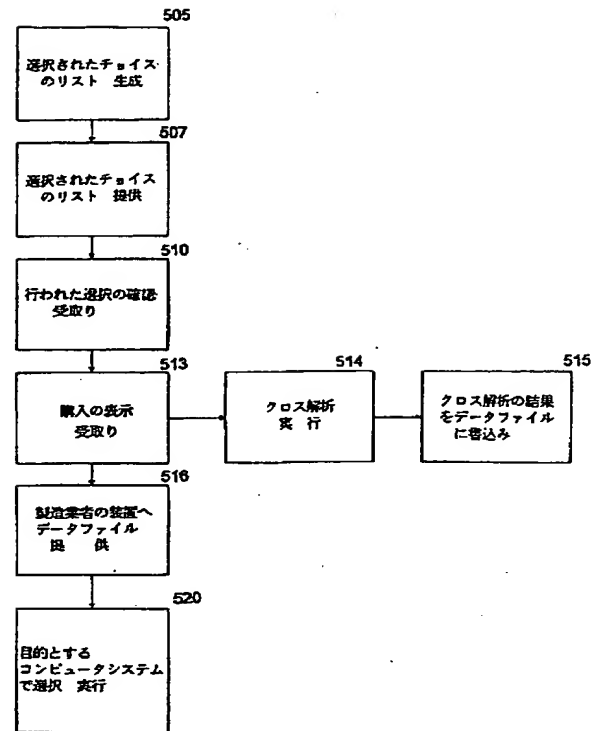 505
選択されたチョイス
のリスト 生成
507
選択されたチョイス
のリスト 提供
510
行われた選択の確認
受取り
513
購入の表示
受取り
514
クロス解析
実 行
515
クロス解析の結果
をデータファイル
に書込み
516
製造業者の装置へ
データファイル
提 供
520
目的とする
コンピュータシステム
で選択 実行